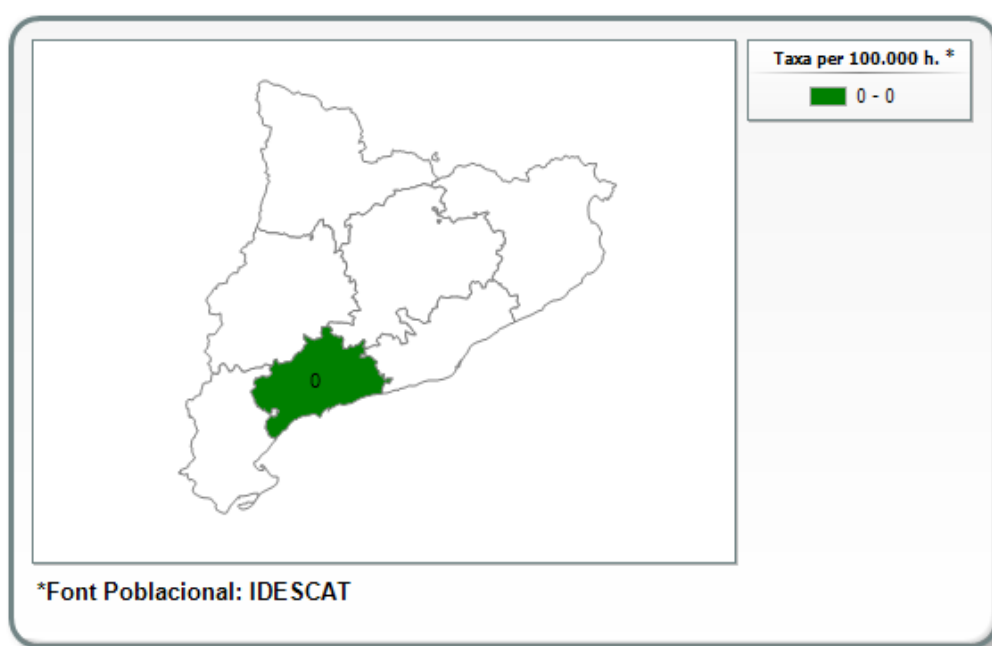 Taxa per 100.000 h. *
0 - 0
0
*Font Poblacional: IDESCAT